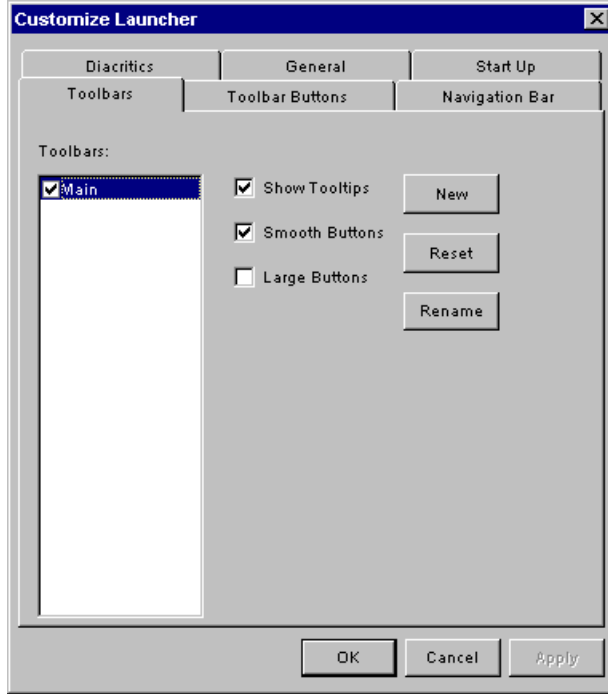 Customize Launcher
Diacritics General Start Up
Toolbars Toolbar Buttons Navigation Bar
Toolbars:
Main
Show Tooltips
New
Smooth Buttons
Reset
Large Buttons
Rename
OK Cancel Apply